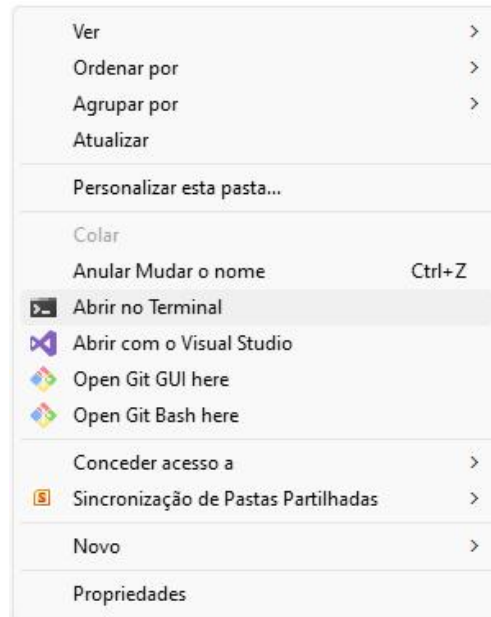 Ver
Ordenar por
Agrupar por
Atualizar
Personalizar esta pasta...
Colar
Anular Mudar o nome Ctrl+Z
Abrir no Terminal
Abrir com o Visual Studio
Open Git GUI here
Open Git Bash here
Conceder acesso a
Sincronização de Pastas Partilhadas
Novo
Propriedades